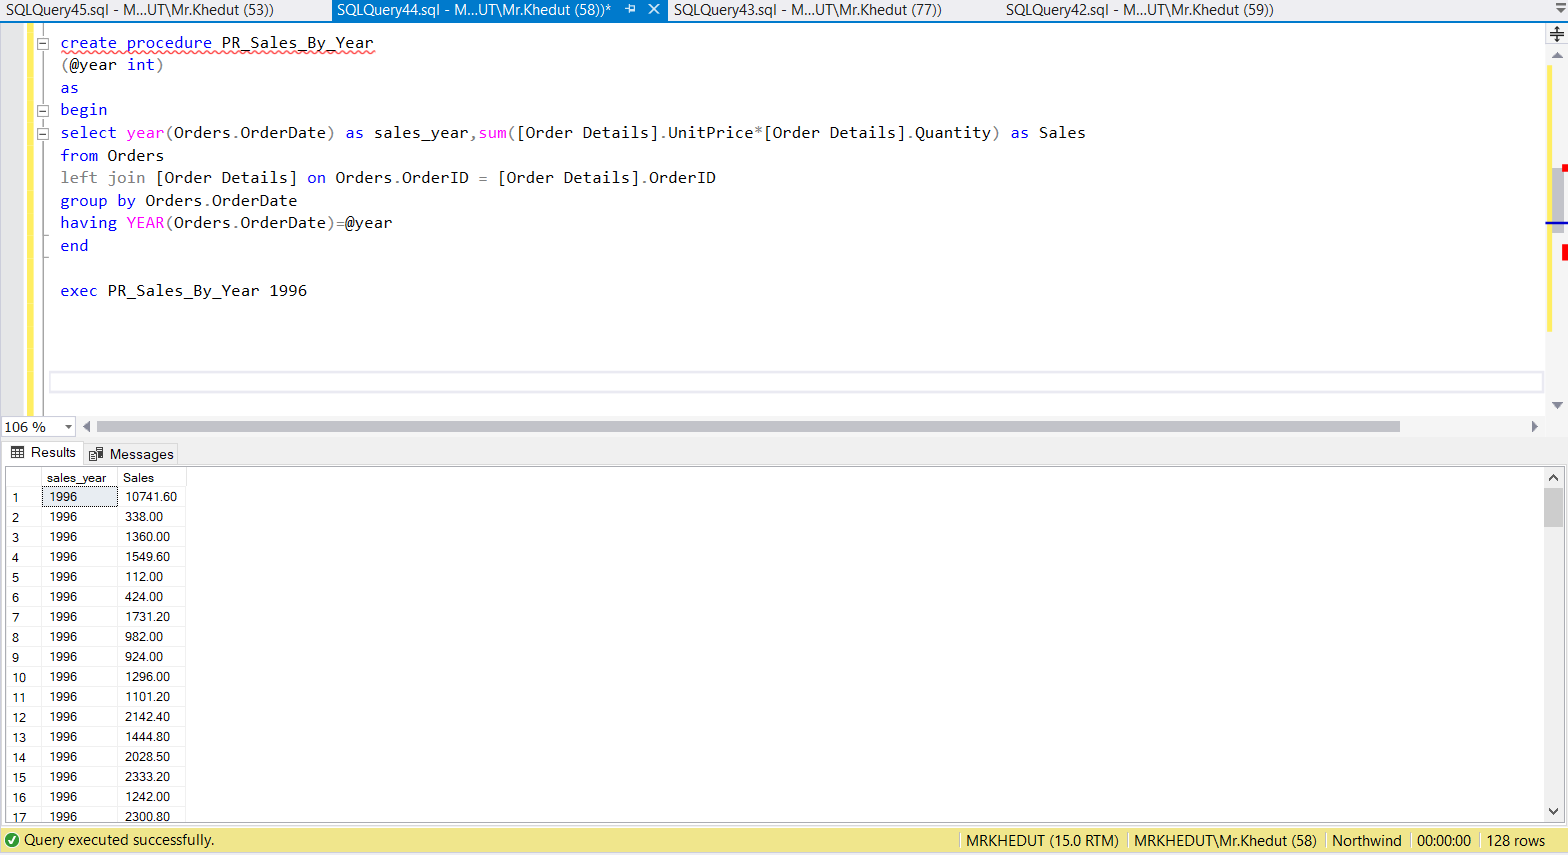 SQLQuery45.sql - M...UT\Mr.Khedut (53)) SQLQuery44.sql - M...UT\Mr.Khedut (58))* SQLQuery43.sql - M...UT\Mr.Khedut (77)) SQLQuery42.sql - M...UT\Mr.Khedut (59))
create procedure PR_Sales_By_Year
(@year int)
as
begin
select year(Orders.OrderDate) as sales_year,sum([Order Details].UnitPrice*[Order Details].Quantity) as Sales
from Orders
left join [Order Details] on Orders.OrderID = [Order Details].OrderID
group by Orders.OrderDate
having YEAR(Orders.OrderDate)=@year
end
exec PR_Sales_By_Year 1996
106 %
Results Messages
sales_year Sales
1 1996 10741.60
2 1996 338.00
3 1996 1360.00
4 1996 1549.60
5 1996 112.00
6 1996 424.00
7 1996 1731.20
8 1996 982.00
9 1996 924.00
10 1996 1296.00
11 1996 1101.20
12 1996 2142.40
13 1996 1444.80
14 1996 2028.50
15 1996 2333.20
16 1996 1242.00
17 1996 2300.80
Query executed successfully. MRKHEDUT (15.0 RTM) MRKHEDUT\Mr.Khedut (58) Northwind 00:00:00 128 rows